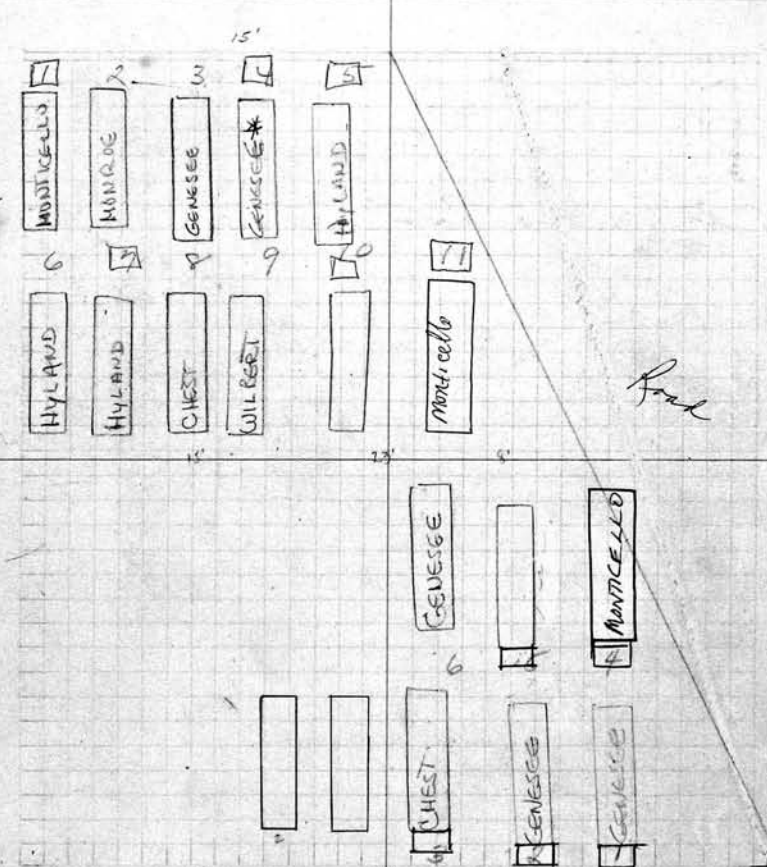 15'
1 2 3 4 5
MONTICELLO MONROE GENESEE GENESEE* HYLAND
6 7 8 9 10 11
HYLAND HYLAND CHEST WILBERT Monticello
Road
15' 13' 8'
GENESEE MONTICELLO
6 4
CHEST GENESEE GENESEE